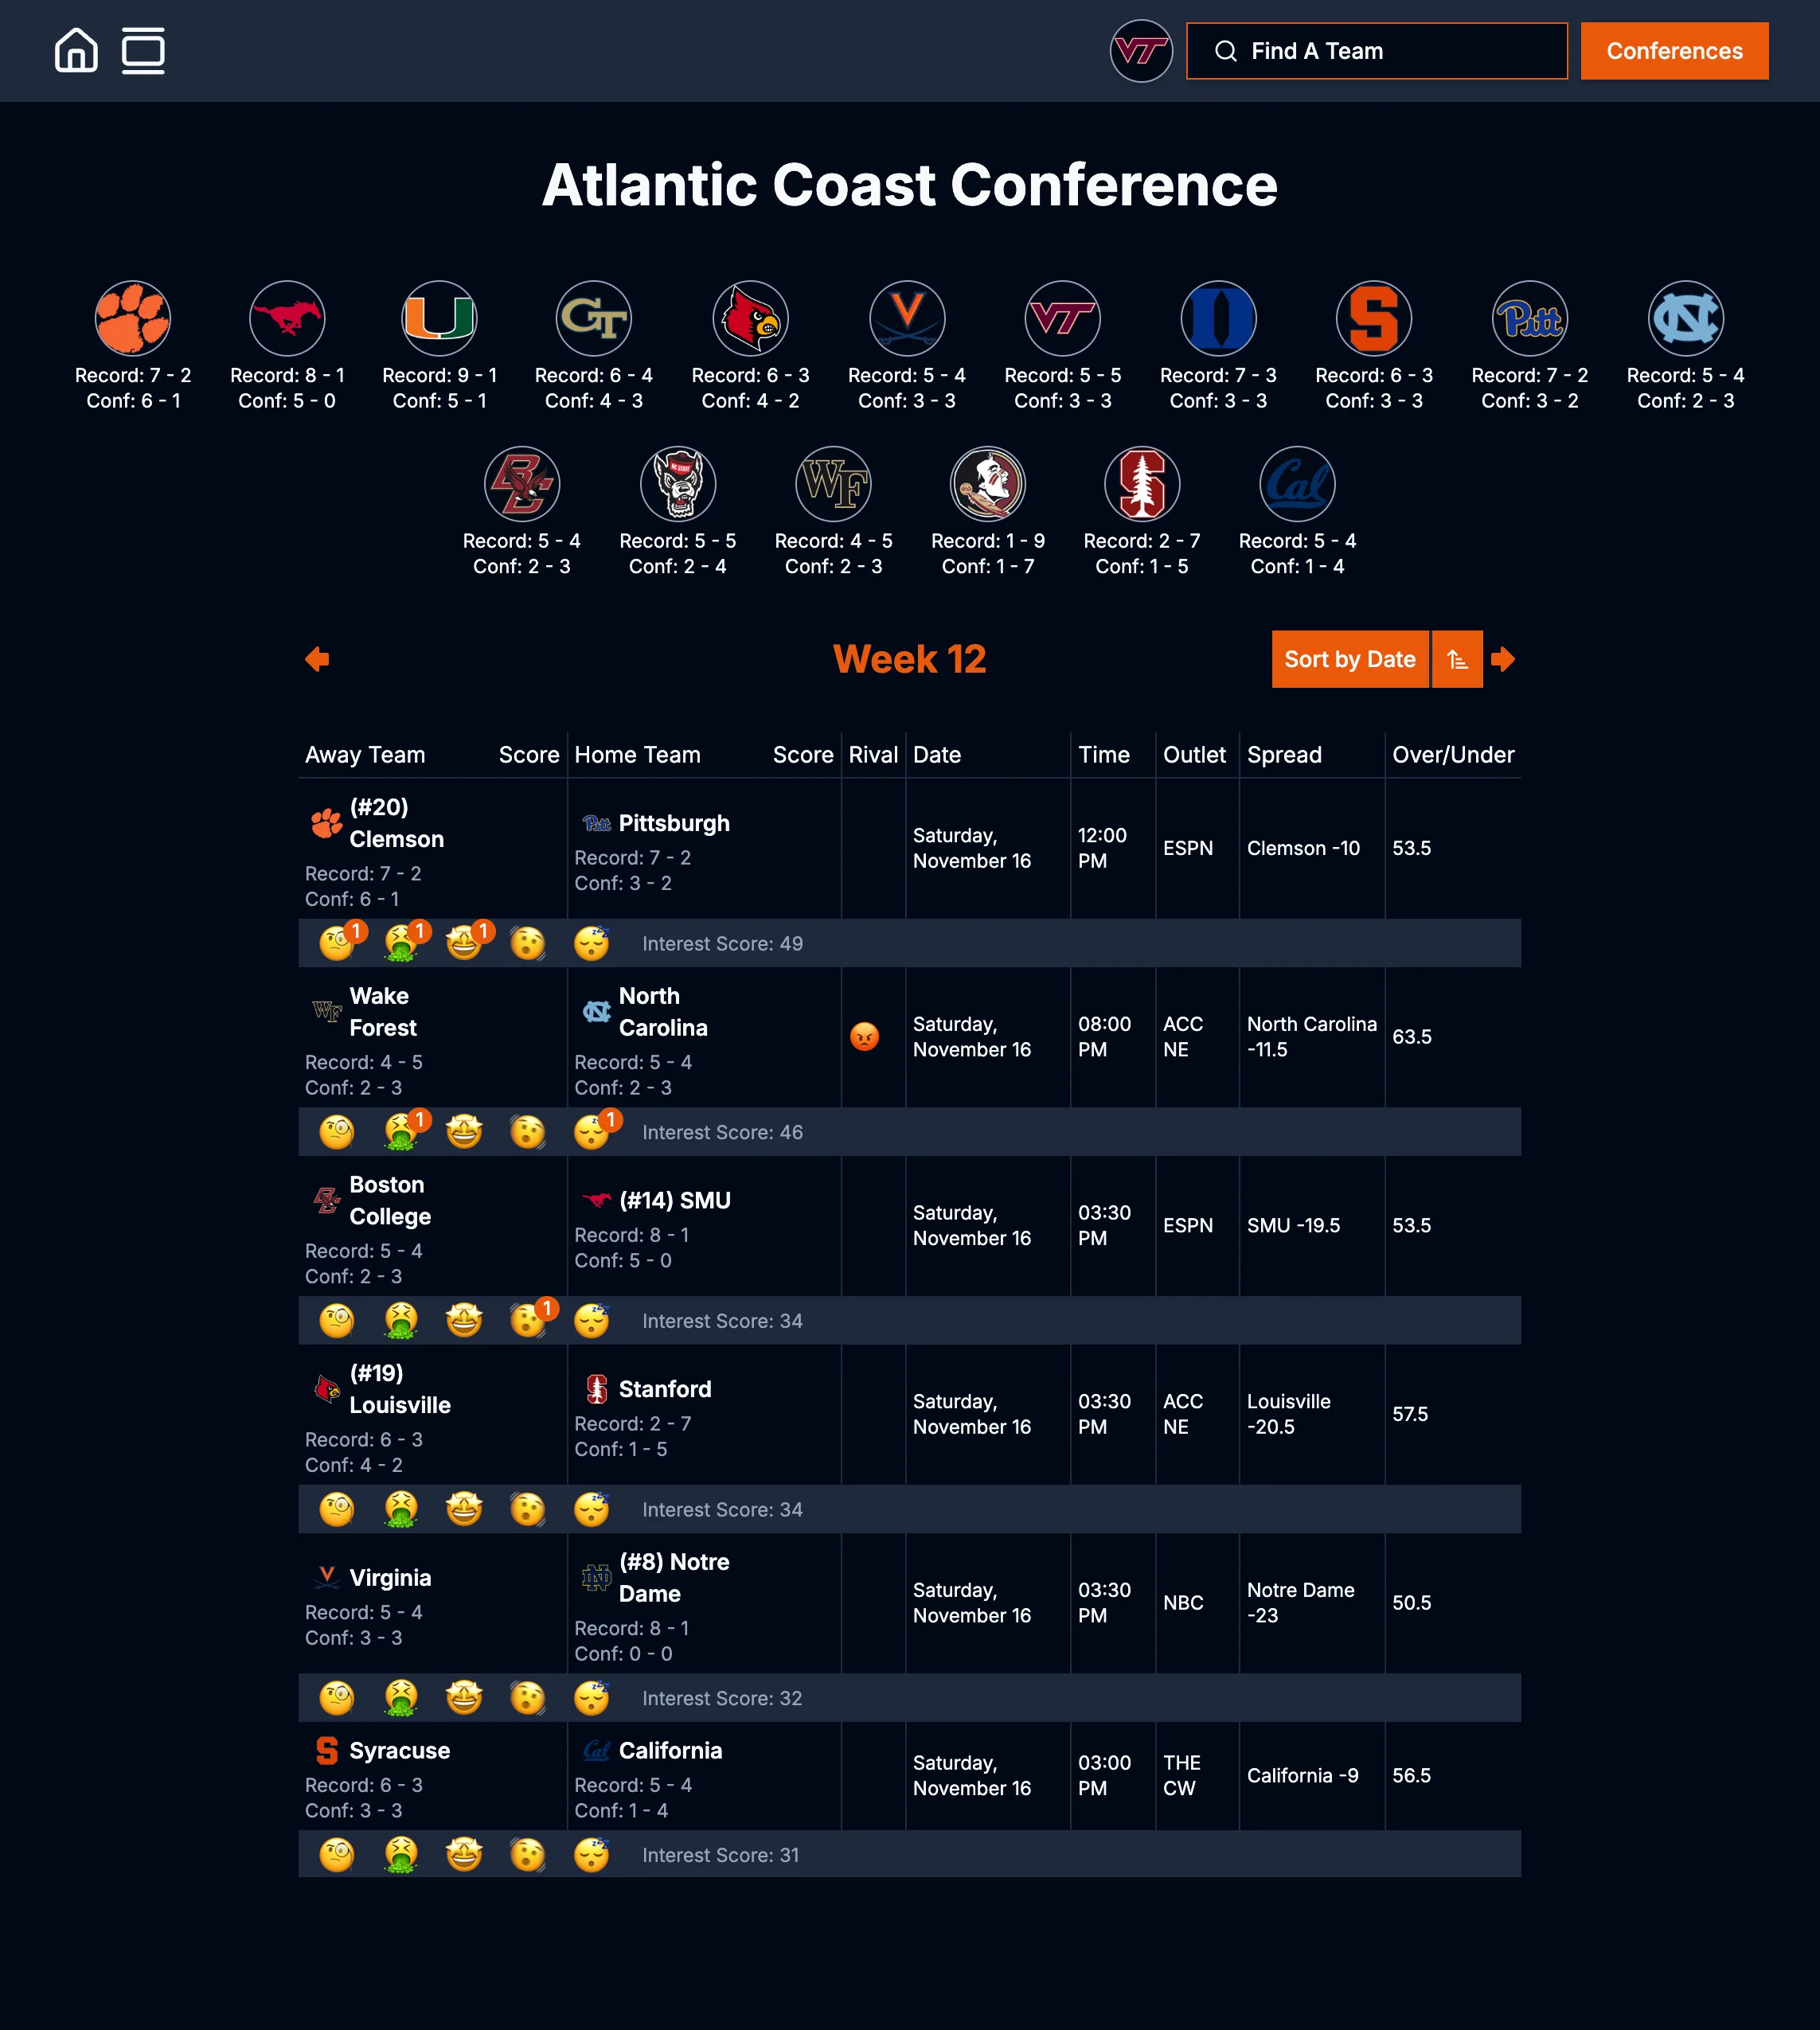 Find A Team
Conferences
Atlantic Coast Conference
Record: 7 - 2
Conf: 6 - 1
Record: 8 - 1
Conf: 5 - 0
Record: 9 - 1
Conf: 5 - 1
Record: 6 - 4
Conf: 4 - 3
Record: 6 - 3
Conf: 4 - 2
Record: 5 - 4
Conf: 3 - 3
Record: 5 - 5
Conf: 3 - 3
Record: 7 - 3
Conf: 3 - 3
Record: 6 - 3
Conf: 3 - 3
Record: 7 - 2
Conf: 3 - 2
Record: 5 - 4
Conf: 2 - 3
Record: 5 - 4
Conf: 2 - 3
Record: 5 - 5
Conf: 2 - 4
Record: 4 - 5
Conf: 2 - 3
Record: 1 - 9
Conf: 1 - 7
Record: 2 - 7
Conf: 1 - 5
Record: 5 - 4
Conf: 1 - 4
Week 12
Sort by Date
Away Team Score Home Team Score Rival Date Time Outlet Spread Over/Under
(#20)
Clemson
Record: 7 - 2
Conf: 6 - 1
Pitt Pittsburgh
Record: 7 - 2
Conf: 3 - 2
Saturday,
November 16
12:00
PM
ESPN
Clemson -10
53.5
1 1 1 Interest Score: 49
WF Wake
Forest
Record: 4 - 5
Conf: 2 - 3
North
Carolina
Record: 5 - 4
Conf: 2 - 3
Saturday,
November 16
08:00
PM
ACC
NE
North Carolina
-11.5
63.5
1 1 Interest Score: 46
Boston
College
Record: 5 - 4
Conf: 2 - 3
(#14) SMU
Record: 8 - 1
Conf: 5 - 0
Saturday,
November 16
03:30
PM
ESPN
SMU -19.5
53.5
1 Interest Score: 34
(#19)
Louisville
Record: 6 - 3
Conf: 4 - 2
Stanford
Record: 2 - 7
Conf: 1 - 5
Saturday,
November 16
03:30
PM
ACC
NE
Louisville
-20.5
57.5
Interest Score: 34
Virginia
Record: 5 - 4
Conf: 3 - 3
(#8) Notre
Dame
Record: 8 - 1
Conf: 0 - 0
Saturday,
November 16
03:30
PM
NBC
Notre Dame
-23
50.5
Interest Score: 32
S Syracuse
Record: 6 - 3
Conf: 3 - 3
Cal California
Record: 5 - 4
Conf: 1 - 4
Saturday,
November 16
03:00
PM
THE
CW
California -9
56.5
Interest Score: 31